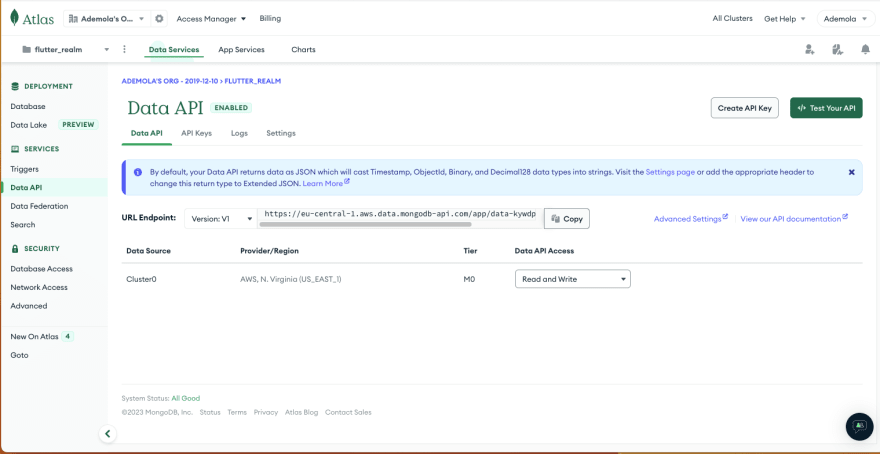 Atlas
Ademola's O...
Access Manager
Billing
All Clusters
Get Help
Ademola
flutter_realm
Data Services
App Services
Charts
DEPLOYMENT
Database
Data Lake PREVIEW
SERVICES
Triggers
Data API
Data Federation
Search
SECURITY
Database Access
Network Access
Advanced
New On Atlas 4
Goto
ADEMOLA'S ORG - 2019-12-10 > FLUTTER_REALM
Data API ENABLED
Create API Key
</> Test Your API
Data API
API Keys
Logs
Settings
By default, your Data API returns data as JSON which will cast Timestamp, ObjectId, Binary, and Decimal128 data types into strings. Visit the Settings page or add the appropriate header to
change this return type to Extended JSON. Learn More
URL Endpoint:
Version: V1
https://eu-central-1.aws.data.mongodb-api.com/app/data-kywdp
Copy
Advanced Settings
View our API documentation
Data Source
Provider/Region
Tier
Data API Access
Cluster0
AWS, N. Virginia (US_EAST_1)
M0
Read and Write
System Status: All Good
©2023 MongoDB, Inc. Status Terms Privacy Atlas Blog Contact Sales